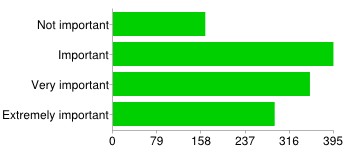 Not important
Important
Very important
Extremely important
0 79 158 237 316 395